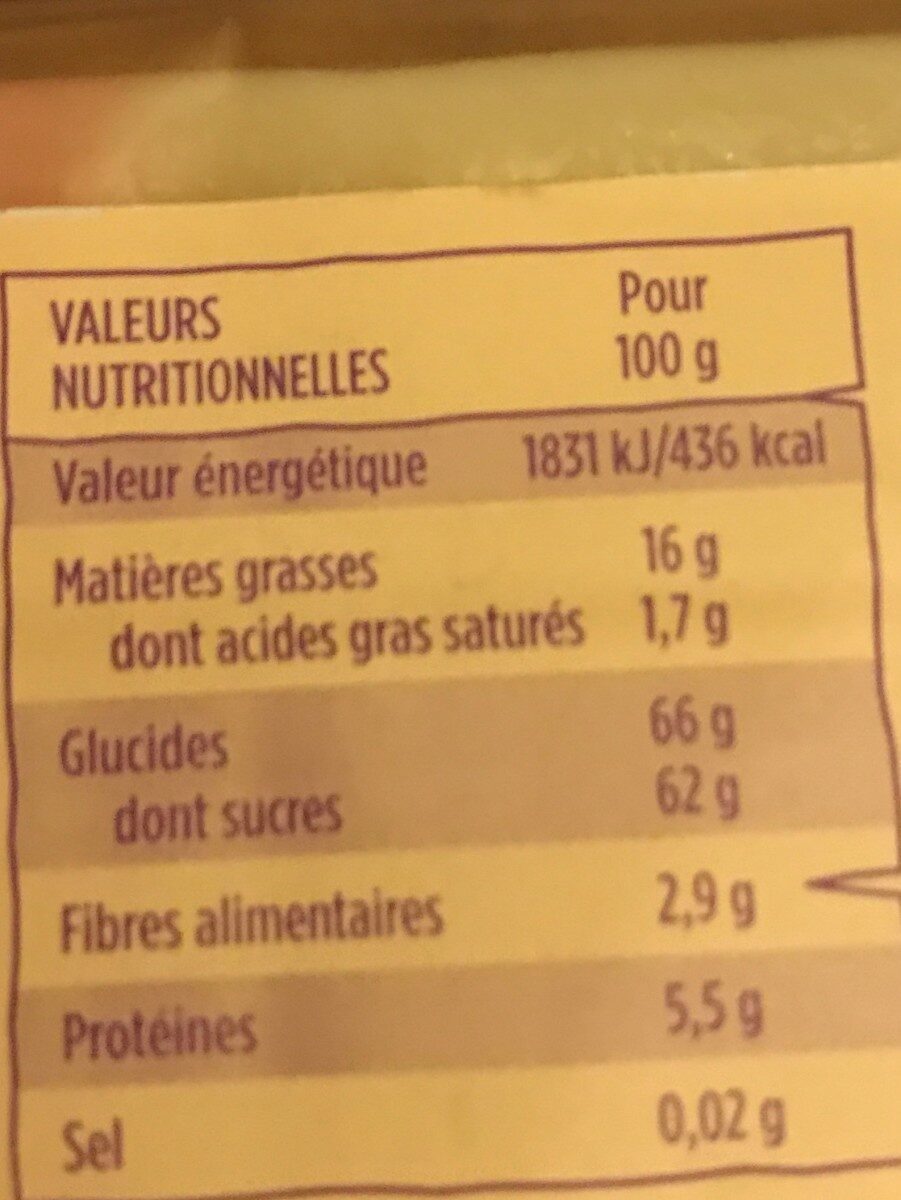 VALEURS NUTRITIONNELLES Pour 100 g
Valeur énergétique 1831 kJ/436 kcal
Matières grasses 16 g
dont acides gras saturés 1,7 g
Glucides 66 g
dont sucres 62 g
Fibres alimentaires 2,9 g
Protéines 5,5 g
Sel 0,02 g